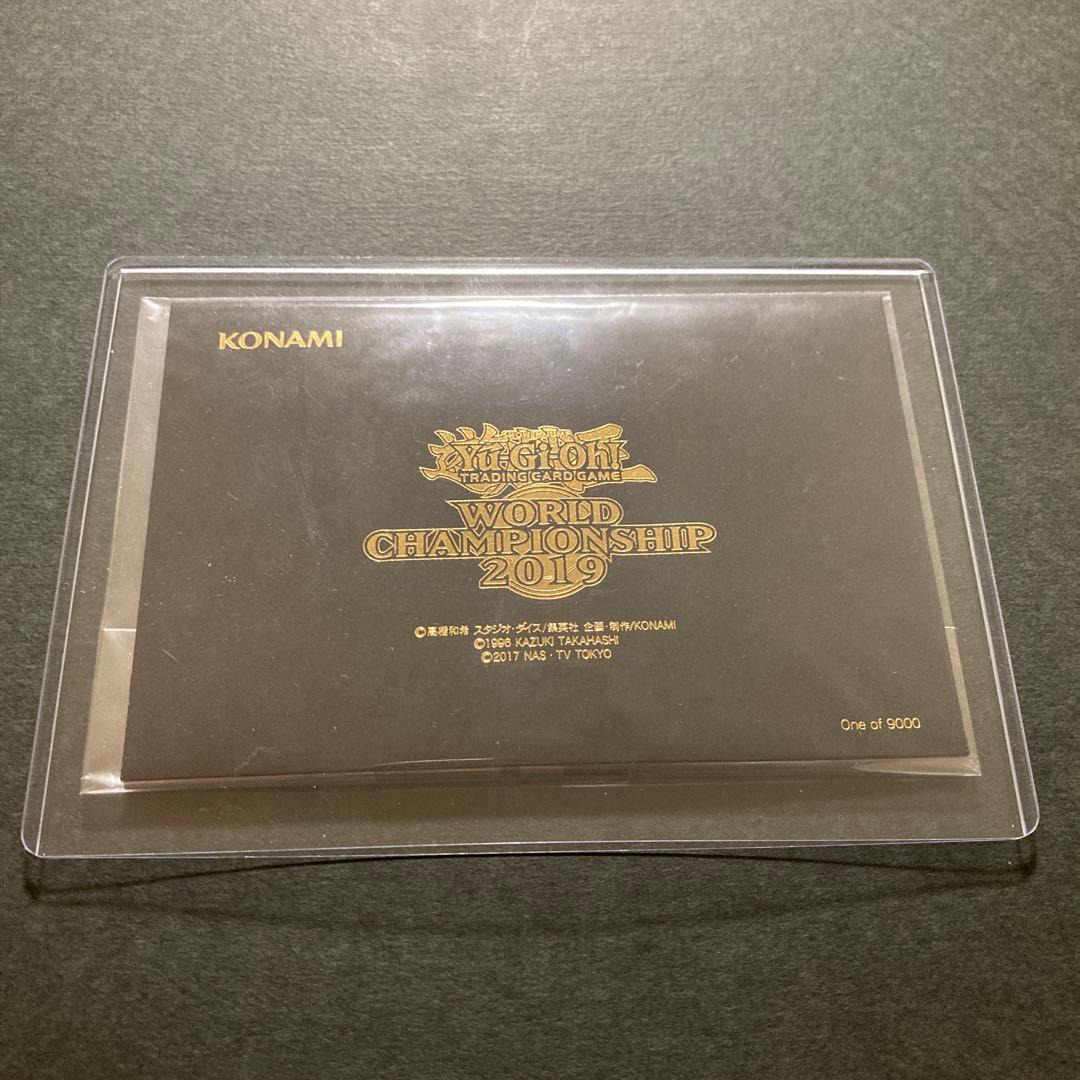 KONAMI
Yu-Gi-Oh!
TRADING CARD GAME
WORLD
CHAMPIONSHIP
2019
©高橋和希 スタジオ・ダイス/集英社 企画・制作/KONAMI
©1996 KAZUKI TAKAHASHI
©2017 NAS・TV TOKYO
One of 9000